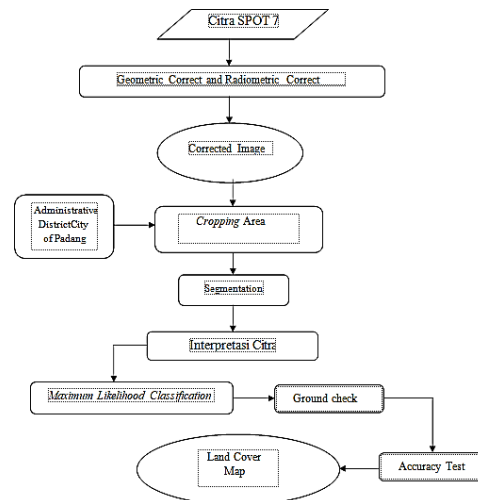 Citra SPOT 7
Geometric Correct and Radiometric Correct
Corrected Image
Administrative
DistrictCity
of Padang
Cropping Area
Segmentation
Interpretasi Citra
Maximum Likelihood Classification
Ground check
Accuracy Test
Land Cover
Map